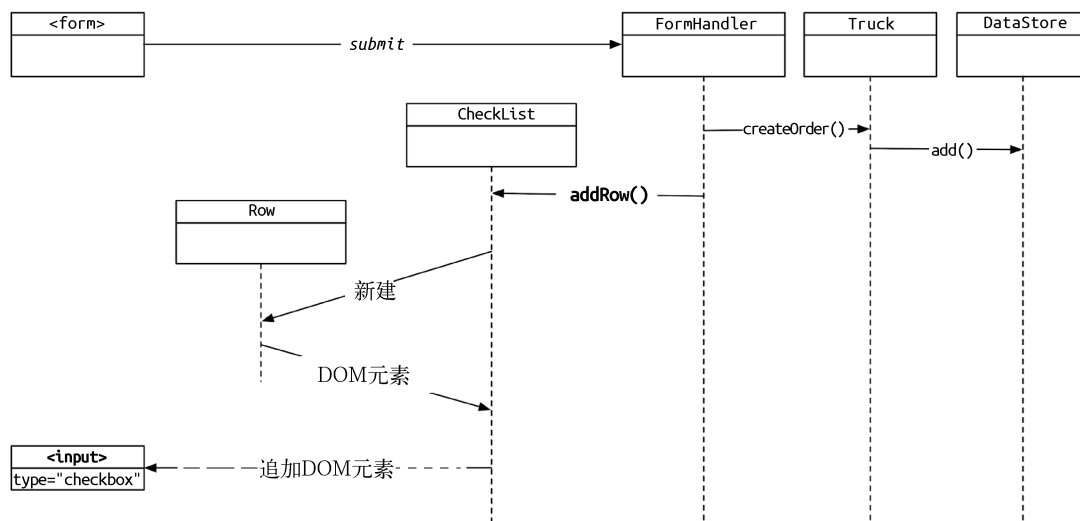 <form>
submit
FormHandler
Truck
DataStore
CheckList
createOrder()
add()
addRow()
Row
新建
DOM元素
<input>
type="checkbox"
追加DOM元素